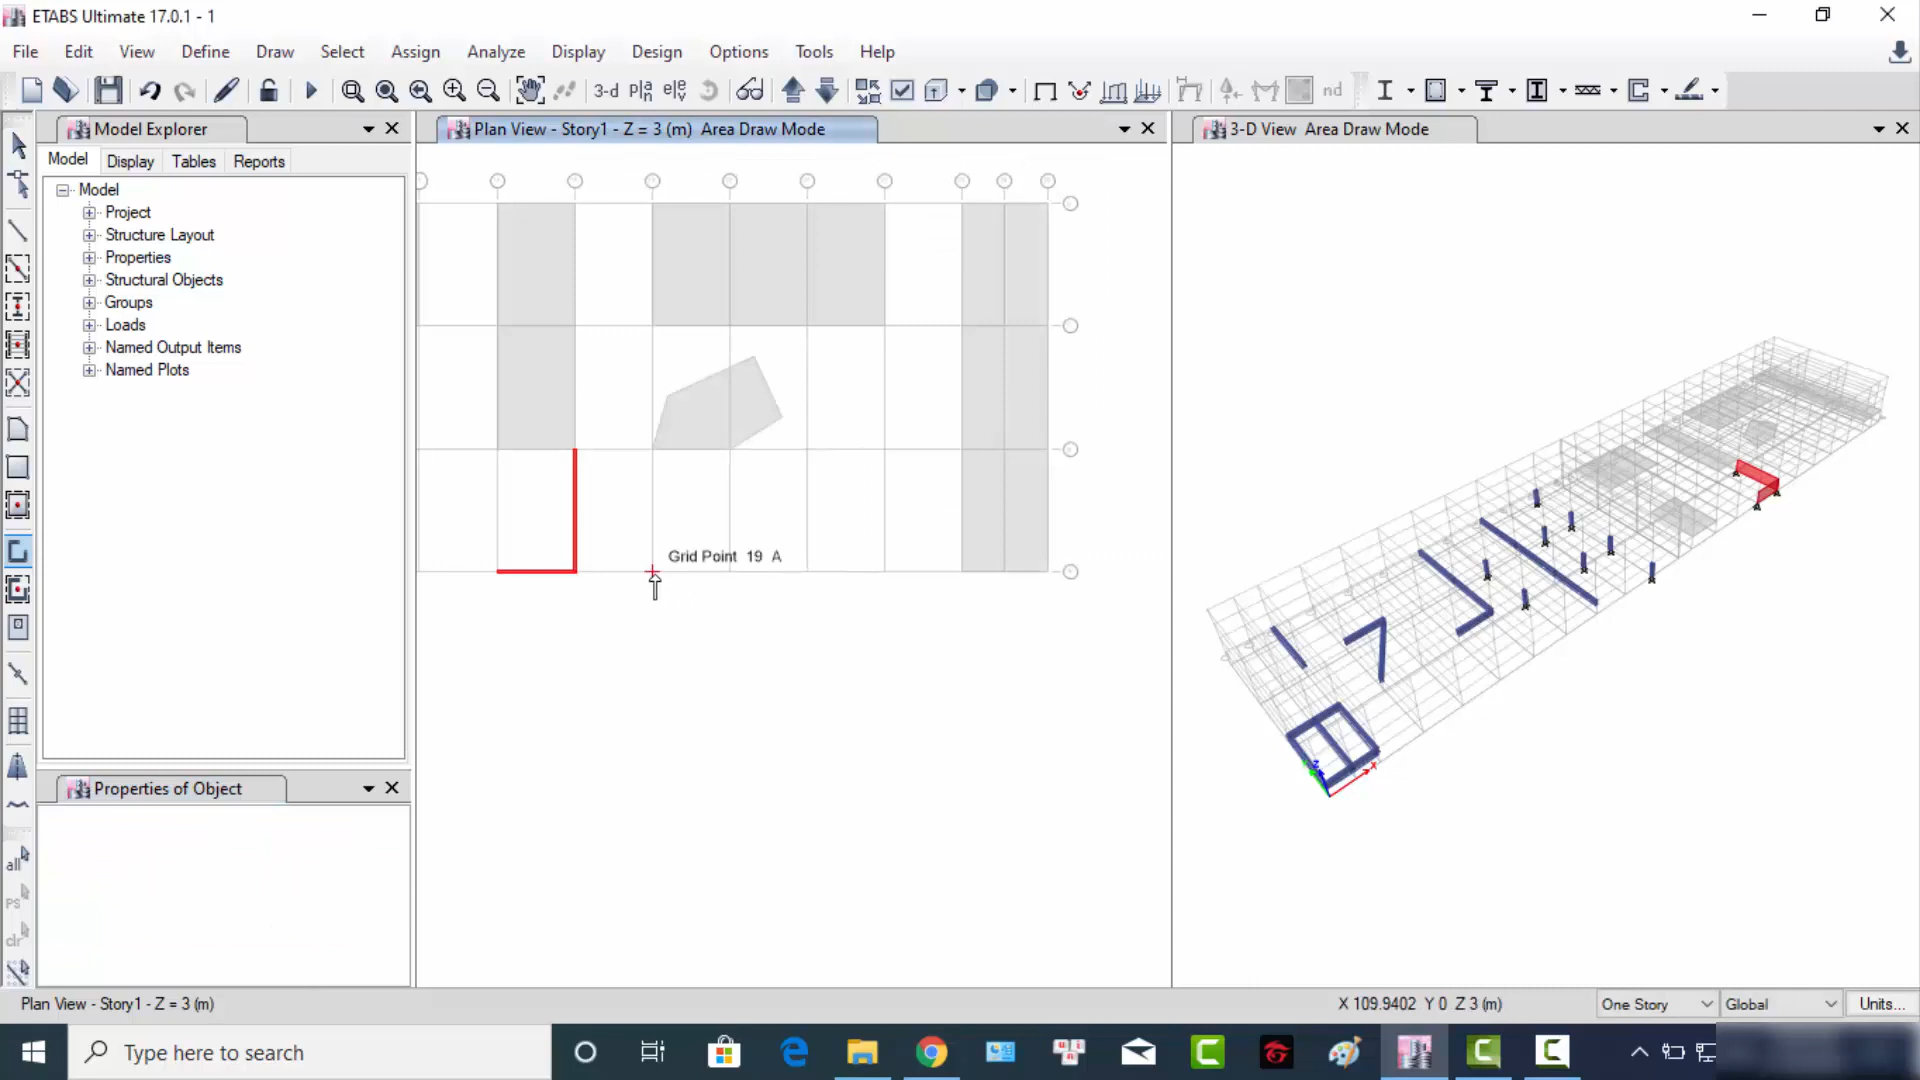 ETABS Ultimate 17.0.1 - 1
File Edit View Define Draw Select Assign Analyze Display Design Options Tools Help
3-d
nd
Model Explorer
Plan View - Story1 - Z = 3 (m) Area Draw Mode
3-D View Area Draw Mode
Model Display Tables Reports
Model
Project
Structure Layout
Properties
Structural Objects
Groups
Loads
Named Output Items
Named Plots
Grid Point 19 A
X
Z
Properties of Object
all
ps
clr
Plan View - Story1 - Z = 3 (m)
X 109.9402 Y 0 Z 3 (m)
One Story
Global
Units...
Type here to search